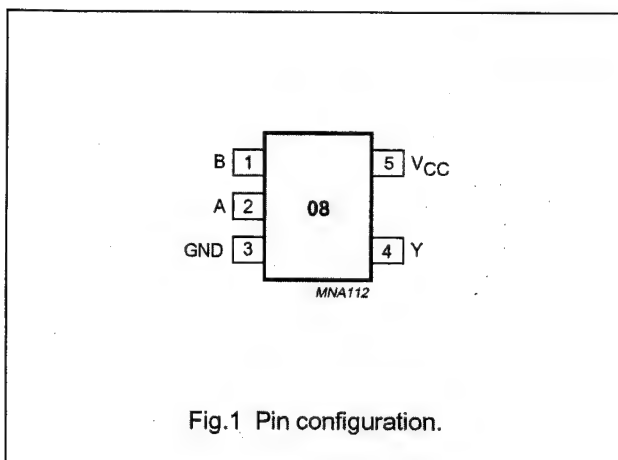 B 1 5 VCC
A 2 08
GND 3 4 Y
MNA112
Fig.1 Pin configuration.